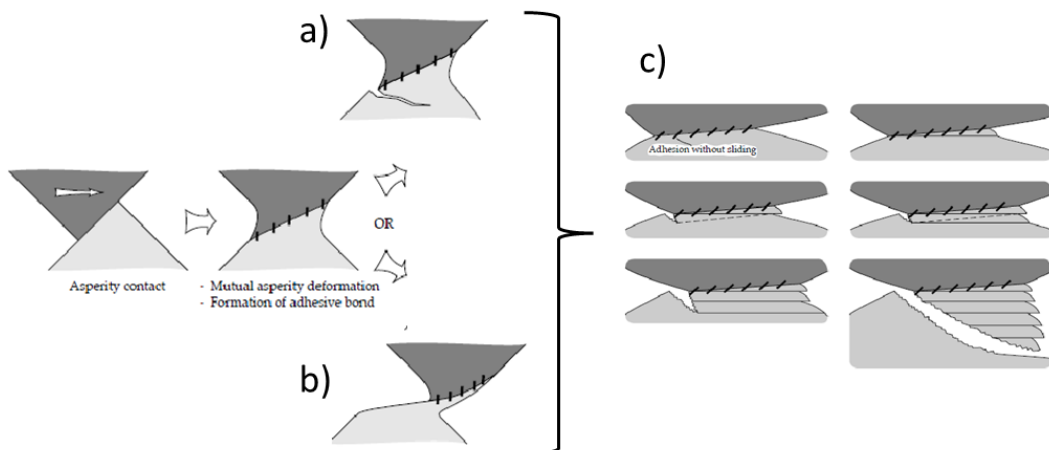 a)
c)
Adhesion without sliding
OR
Asperity contact
- Mutual asperity deformation
- Formation of adhesive bond
b)